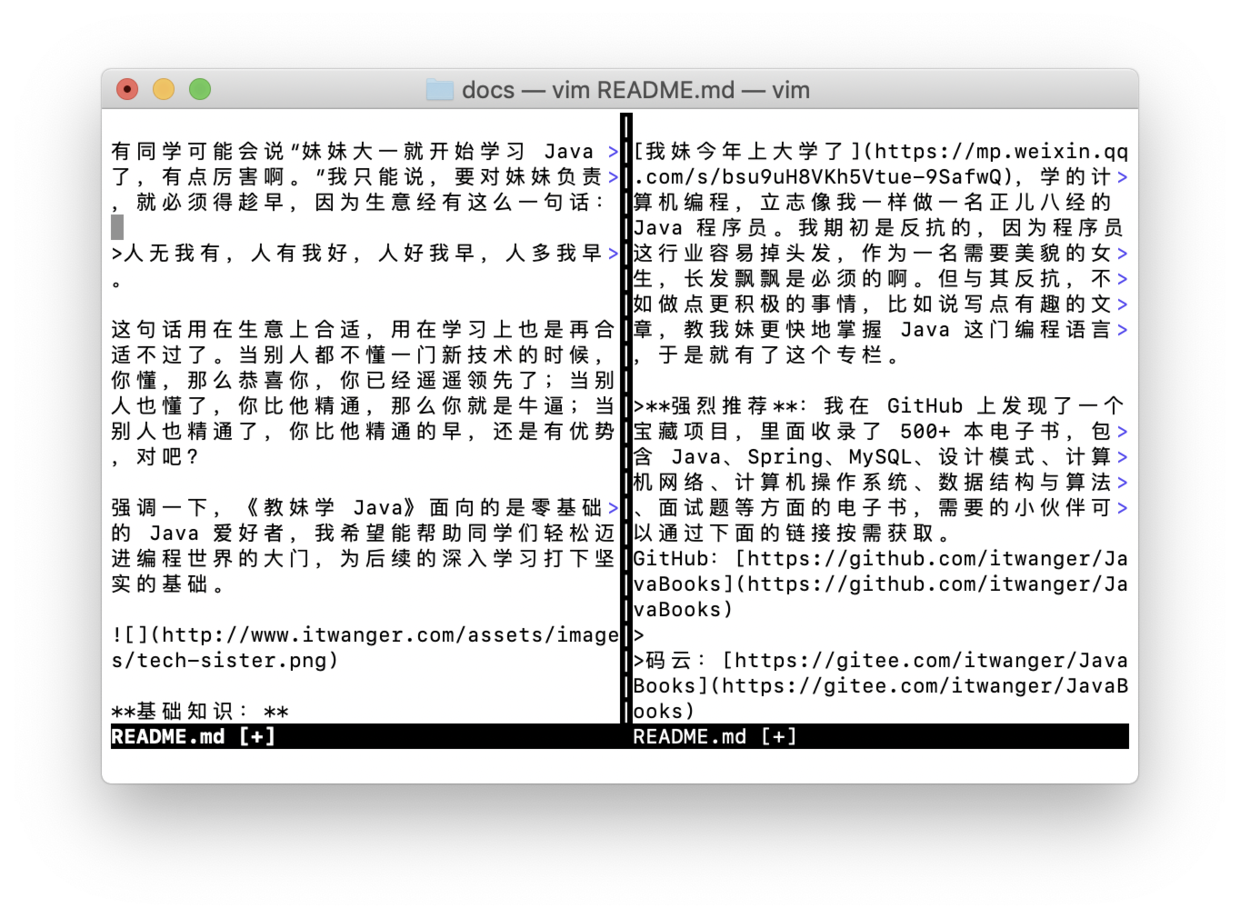 docs — vim README.md — vim
有同学可能会说“妹妹大一就开始学习 Java >
了，有点厉害啊。“我只能说，要对妹妹负责>
，就必须得趁早，因为生意经有这么一句话：
>人无我有，人有我好，人好我早，人多我早>
。
这句话用在生意上合适，用在学习上也是再合
适不过了。当别人都不懂一门新技术的时候，
你懂，那么恭喜你，你已经遥遥领先了；当别
人也懂了，你比他精通，那么你就是牛逼；当
别人也精通了，你比他精通的早，还是有优势
，对吧？
强调一下，《教妹学 Java》面向的是零基础>
的 Java 爱好者，我希望能帮助同学们轻松迈
进编程世界的大门，为后续的深入学习打下坚
实的基础。
![](http://www.itwanger.com/assets/image
s/tech-sister.png)
**基础知识：**
README.md [+]
[我妹今年上大学了](https://mp.weixin.qq
.com/s/bsu9uH8VKh5Vtue-9SafwQ)，学的计>
算机编程，立志像我一样做一名正儿八经的
Java 程序员。我期初是反抗的，因为程序员
这行业容易掉头发，作为一名需要美貌的女>
生，长发飘飘是必须的啊。但与其反抗，不>
如做点更积极的事情，比如说写点有趣的文>
章，教我妹更快地掌握 Java 这门编程语言>
，于是就有了这个专栏。
>**强烈推荐**：我在 GitHub 上发现了一个
宝藏项目，里面收录了 500+ 本电子书，包>
含 Java、Spring、MySQL、设计模式、计算>
机网络、计算机操作系统、数据结构与算法>
、面试题等方面的电子书，需要的小伙伴可>
以通过下面的链接按需获取。
GitHub：[https://github.com/itwanger/Ja
vaBooks](https://github.com/itwanger/Ja
vaBooks)
>
>码云：[https://gitee.com/itwanger/Java
Books](https://gitee.com/itwanger/JavaB
ooks)
README.md [+]